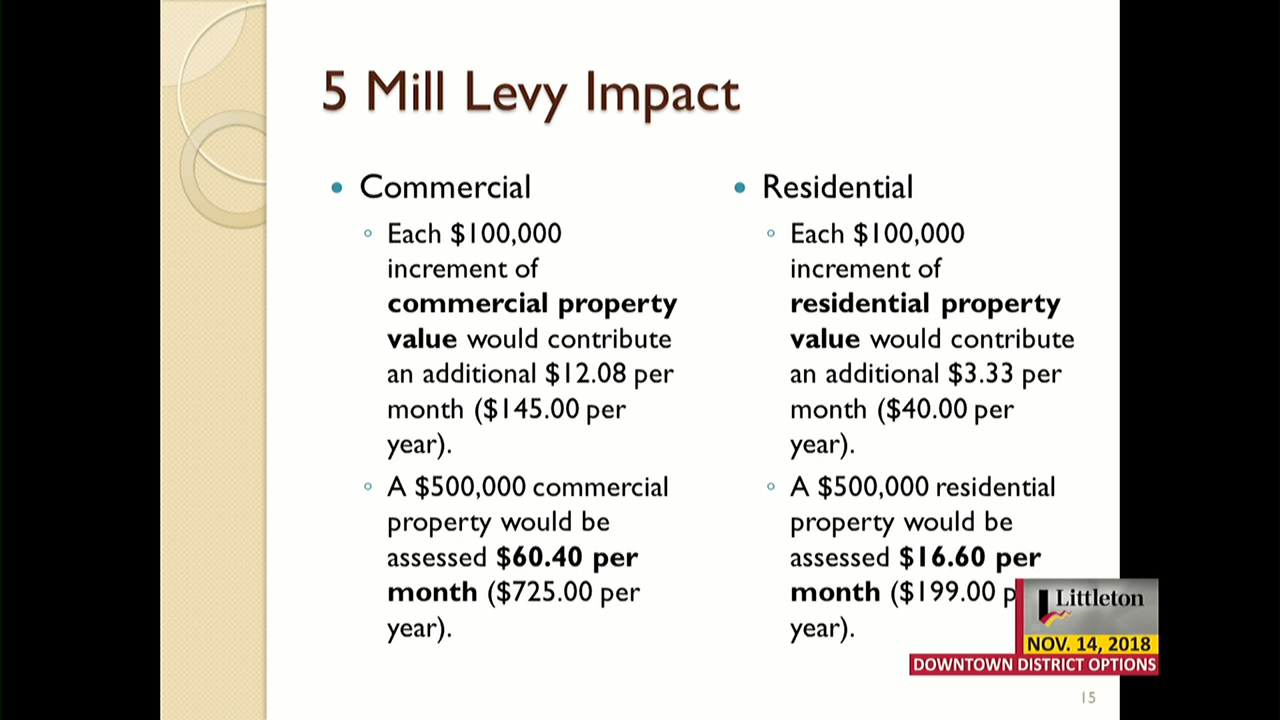 5 Mill Levy Impact
Commercial
Each $100,000
increment of
commercial property
value would contribute
an additional $12.08 per
month ($145.00 per
year).
A $500,000 commercial
property would be
assessed $60.40 per
month ($725.00 per
year).
Residential
Each $100,000
increment of
residential property
value would contribute
an additional $3.33 per
month ($40.00 per
year).
A $500,000 residential
property would be
assessed $16.60 per
month ($199.00 p
year).
Littleton
NOV. 14, 2018
DOWNTOWN DISTRICT OPTIONS
15